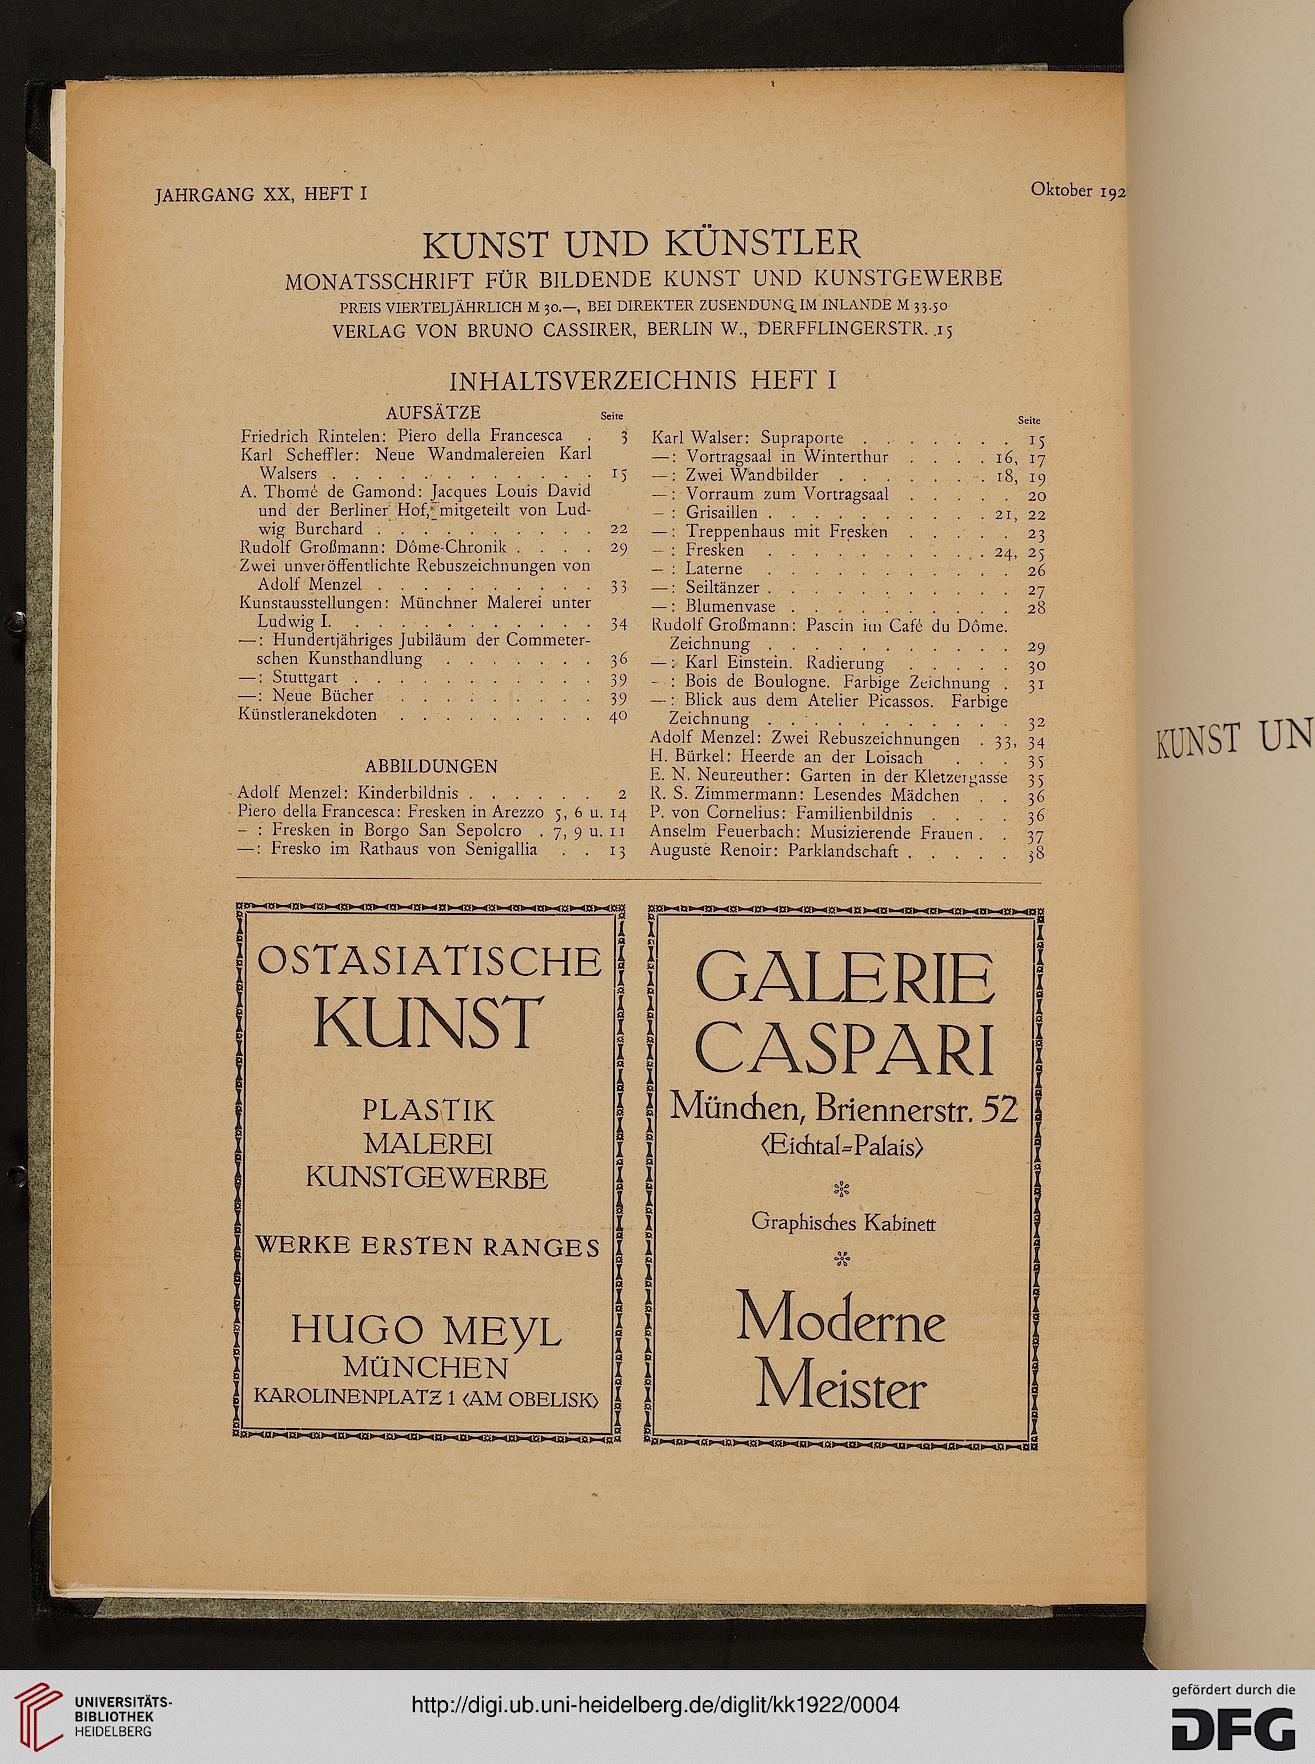 JAHRGANG XX, HEFT I
Oktober 192
KUNST UND KÜNSTLER
MONATSSCHRIFT FÜR BILDENDE KUNST UND KUNSTGEWERBE
PREIS VIERTELJÄHRLICH M 30.—, BEI DIREKTER ZUSENDUNG IM INLANDE M 33.50
VERLAG VON BRUNO CASSIRER, BERLIN W., DERFFLINGERSTR. 15
INHALTSVERZEICHNIS HEFT I
AUFSÄTZE Seite
Friedrich Rintelen: Piero della Francesca . 3
Karl Scheffler: Neue Wandmalereien Karl
Walsers . . . . . . . . . . . . 15
A. Thomé de Gamond: Jacques Louis David
und der Berliner Hof, mitgeteilt von Lud-
wig Burchard . . . . . . . . . . 22
Rudolf Großmann: Dôme-Chronik . . . . 29
Zwei unveröffentlichte Rebuszeichnungen von
Adolf Menzel . . . . . . . . . . 33
Kunstausstellungen: Münchner Malerei unter
Ludwig I. . . . . . . . . . . . 34
—: Hundertjähriges Jubiläum der Commeter-
schen Kunsthandlung . . . . . . . 36
—: Stuttgart . . . . . . . . . . . 39
—: Neue Bücher . . . . . . . . . 39
Künstleranekdoten . . . . . . . . . 40
ABBILDUNGEN
Adolf Menzel: Kinderbildnis . . . . . . 2
Piero della Francesca: Fresken in Arezzo 5, 6 u. 14
—: Fresken in Borgo San Sepolcro . 7, 9 u. 11
—: Fresko im Rathaus von Senigallia . . 13
Seite
Karl Walser: Supraporte . . . . . . . 15
—: Vortragsaal in Winterthur . . . . 16, 17
—: Zwei Wandbilder . . . . . . . 18, 19
—: Vorraum zum Vortragsaal . . . . . 20
—: Grisaillen . . . . . . . . . . 21, 22
—: Treppenhaus mit Fresken . . . . . 23
—: Fresken . . . . . . . . . . 24, 25
—: Laterne . . . . . . . . . . . 26
—: Seiltänzer . . . . . . . . . . . 27
—: Blumenvase . . . . . . . . . . 28
Rudolf Großmann: Pascin im Café du Dôme.
Zeichnung . . . . . . . . . . . 29
—: Karl Einstein. Radierung . . . . . 30
—: Bois de Boulogne. Farbige Zeichnung . 31
—: Blick aus dem Atelier Picassos. Farbige
Zeichnung . . . . . . . . . . . 32
Adolf Menzel: Zwei Rebuszeichnungen . 33, 34
H. Bürkel: Heerde an der Loisach . . . 35
E. N. Neureuther: Garten in der Kletzergasse 35
R. S. Zimmermann: Lesendes Mädchen . . 36
P. von Cornelius: Familienbildnis . . . . 36
Anselm Feuerbach: Musizierende Frauen . . 37
Auguste Renoir: Parklandschaft . . . . . 38
OSTASIATISCHE
KUNST
PLASTIK
MALEREI
KUNSTGEWERBE
WERKE ERSTEN RANGES
HUGO MEYL
MÜNCHEN
KAROLINENPLATZ 1 <AM OBELISK>
GALERIE
CASPARI
München, Briennerstr. 52
<Eichtal-Palais>
Graphisches Kabinett
Moderne
Meister
KUNST UN
UNIVERSITÄTS-
BIBLIOTHEK
HEIDELBERG
http://digi.ub.uni-heidelberg.de/diglit/kk1922/0004
gefördert durch die
DFG